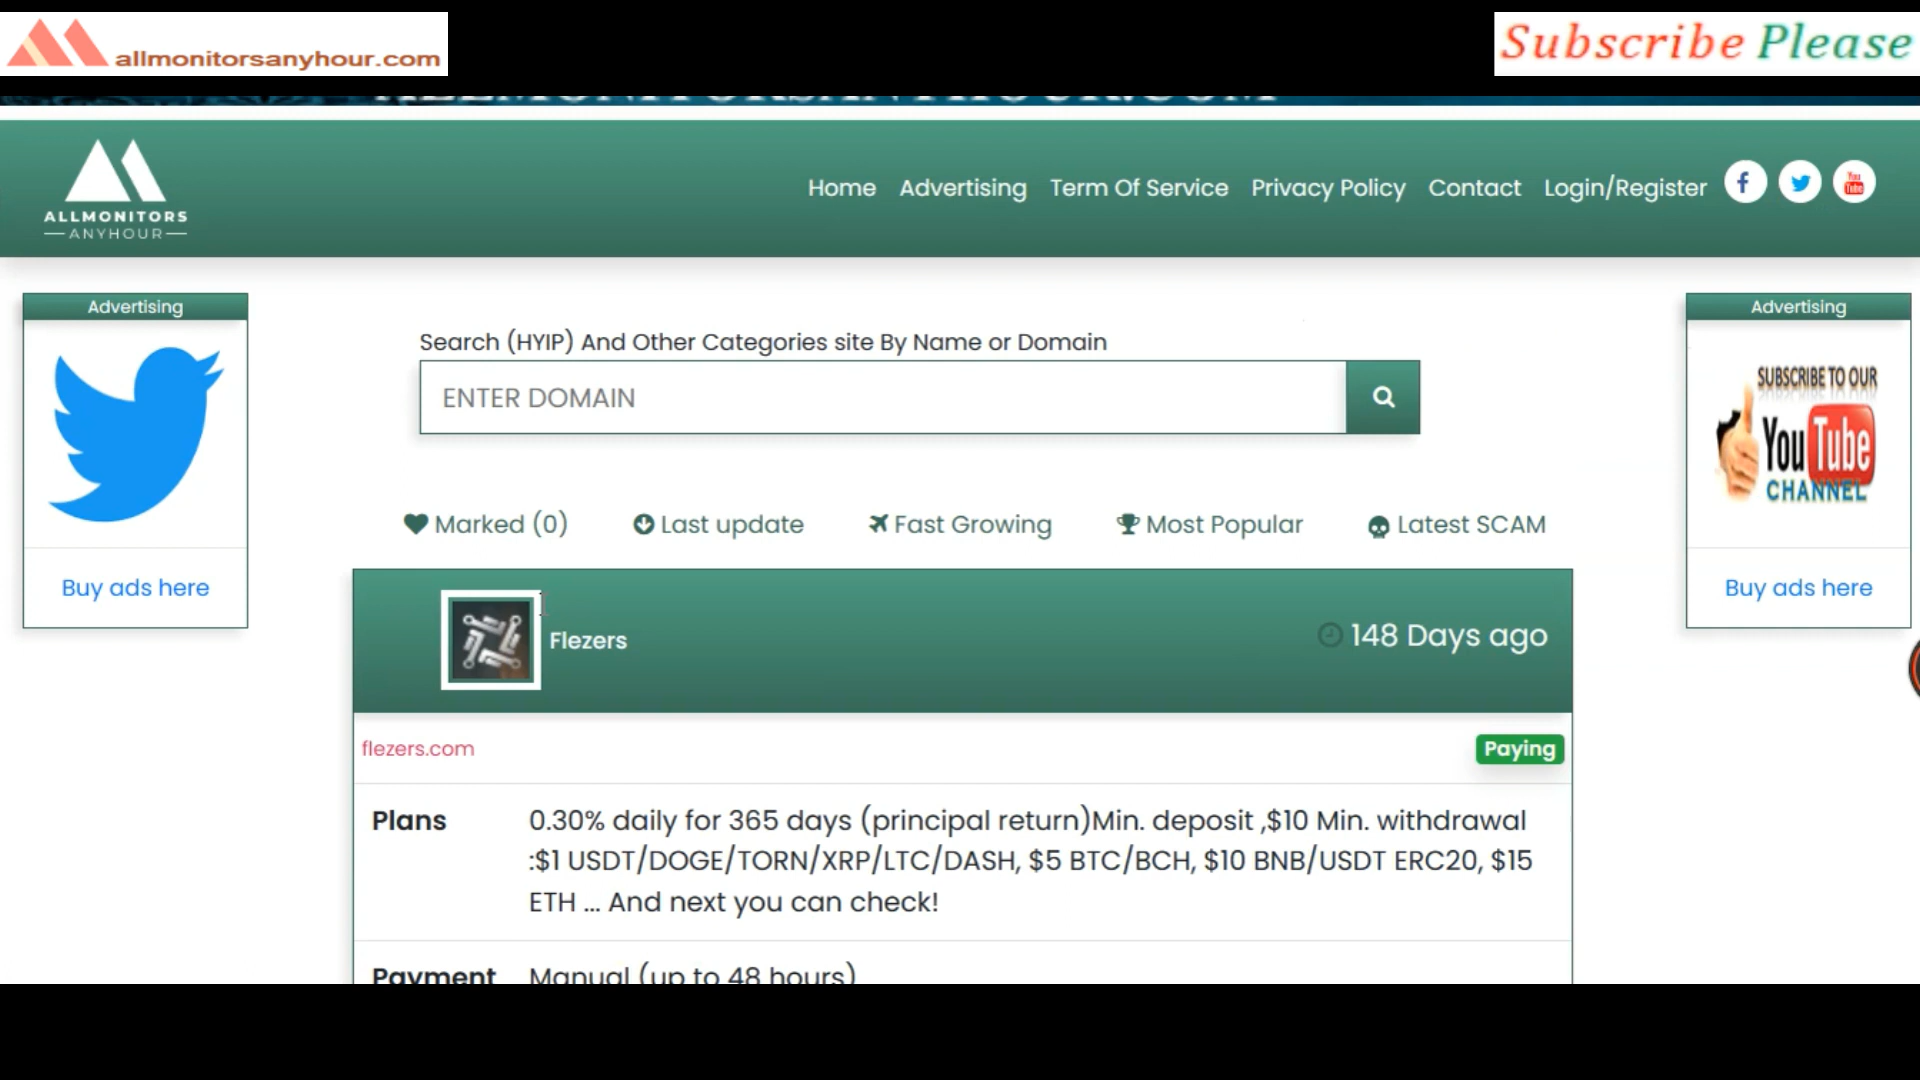 allmonitorsanyhour.com
Subscribe Please
ALLMONITORSANYHOUR.COM
ALLMONITORS
ANYHOUR
Home Advertising Term Of Service Privacy Policy Contact Login/Register
You
Tube
Advertising
Buy ads here
Search (HYIP) And Other Categories site By Name or Domain
ENTER DOMAIN
Advertising
SUBSCRIBE TO OUR
YouTube
CHANNEL
Buy ads here
Marked (0) Last update Fast Growing Most Popular Latest SCAM
Flezers 148 Days ago
flezers.com Paying
Plans 0.30% daily for 365 days (principal return)Min. deposit ,$10 Min. withdrawal
:$1 USDT/DOGE/TORN/XRP/LTC/DASH, $5 BTC/BCH, $10 BNB/USDT ERC20, $15
ETH ... And next you can check!
Payment Manual (up to 48 hours)